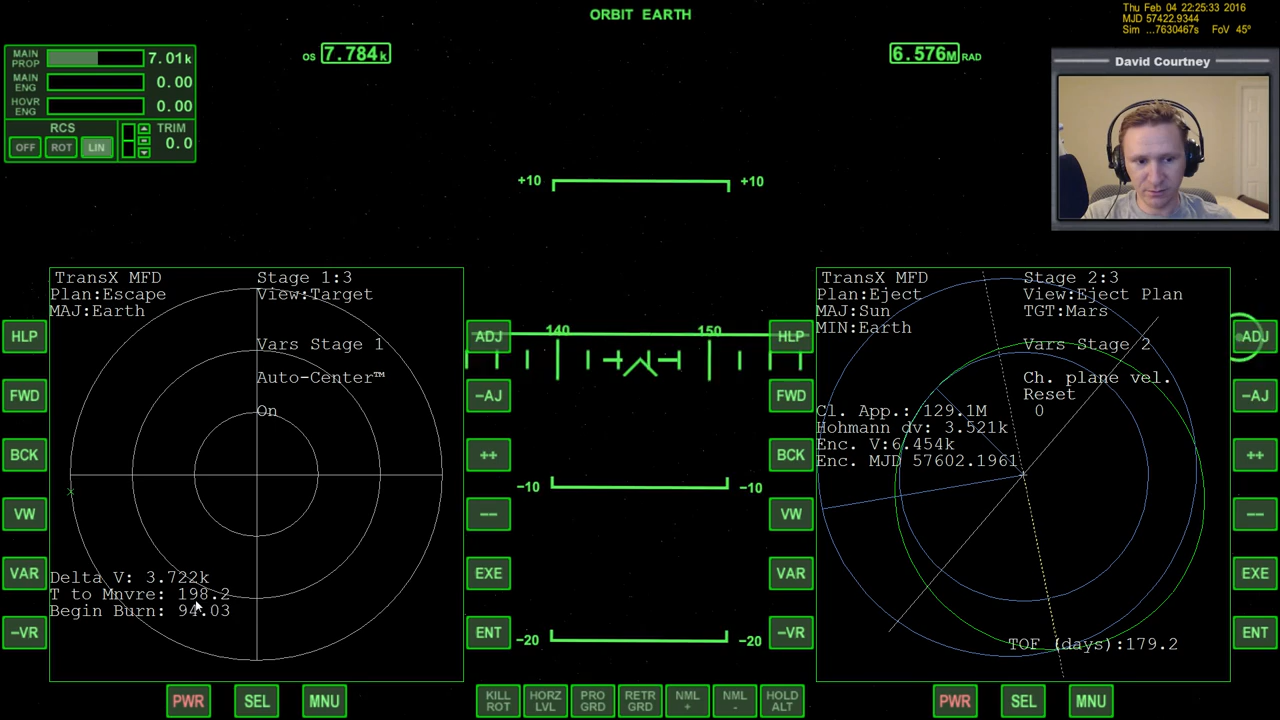 ORBIT EARTH
Thu Feb 04 22:25:33 2016
MJD 57422.9344
Sim ...7630467s FoV 45°
MAIN PROP 7.01k
MAIN ENG 0.00
HOVR ENG 0.00
RCS
TRIM
0.0
OFF ROT LIN
OS 7.784k
6.576M RAD
David Courtney
+10 +10
140 150
-10 -10
-20 -20
TransX MFD Stage 1:3
Plan:Escape View:Target
MAJ:Earth
Vars Stage 1
Auto-Center™
On
Delta V: 3.722k
T to Mnvre: 198.2
Begin Burn: 94.03
HLP
FWD
BCK
VW
VAR
-VR
ADJ
-AJ
++
--
EXE
ENT
PWR SEL MNU
KILL ROT
HORZ LVL
PRO GRD
RETR GRD
NML +
NML -
HOLD ALT
TransX MFD Stage 2:3
Plan:Eject View:Eject Plan
MAJ:Sun TGT:Mars
MIN:Earth
Vars Stage 2
Ch. plane vel.
Reset
0
Cl. App.: 129.1M
Hohmann dv: 3.521k
Enc. V:6.454k
Enc. MJD 57602.1961
TOF (days):179.2
HLP
FWD
BCK
VW
VAR
-VR
ADJ
-AJ
++
--
EXE
ENT
PWR SEL MNU